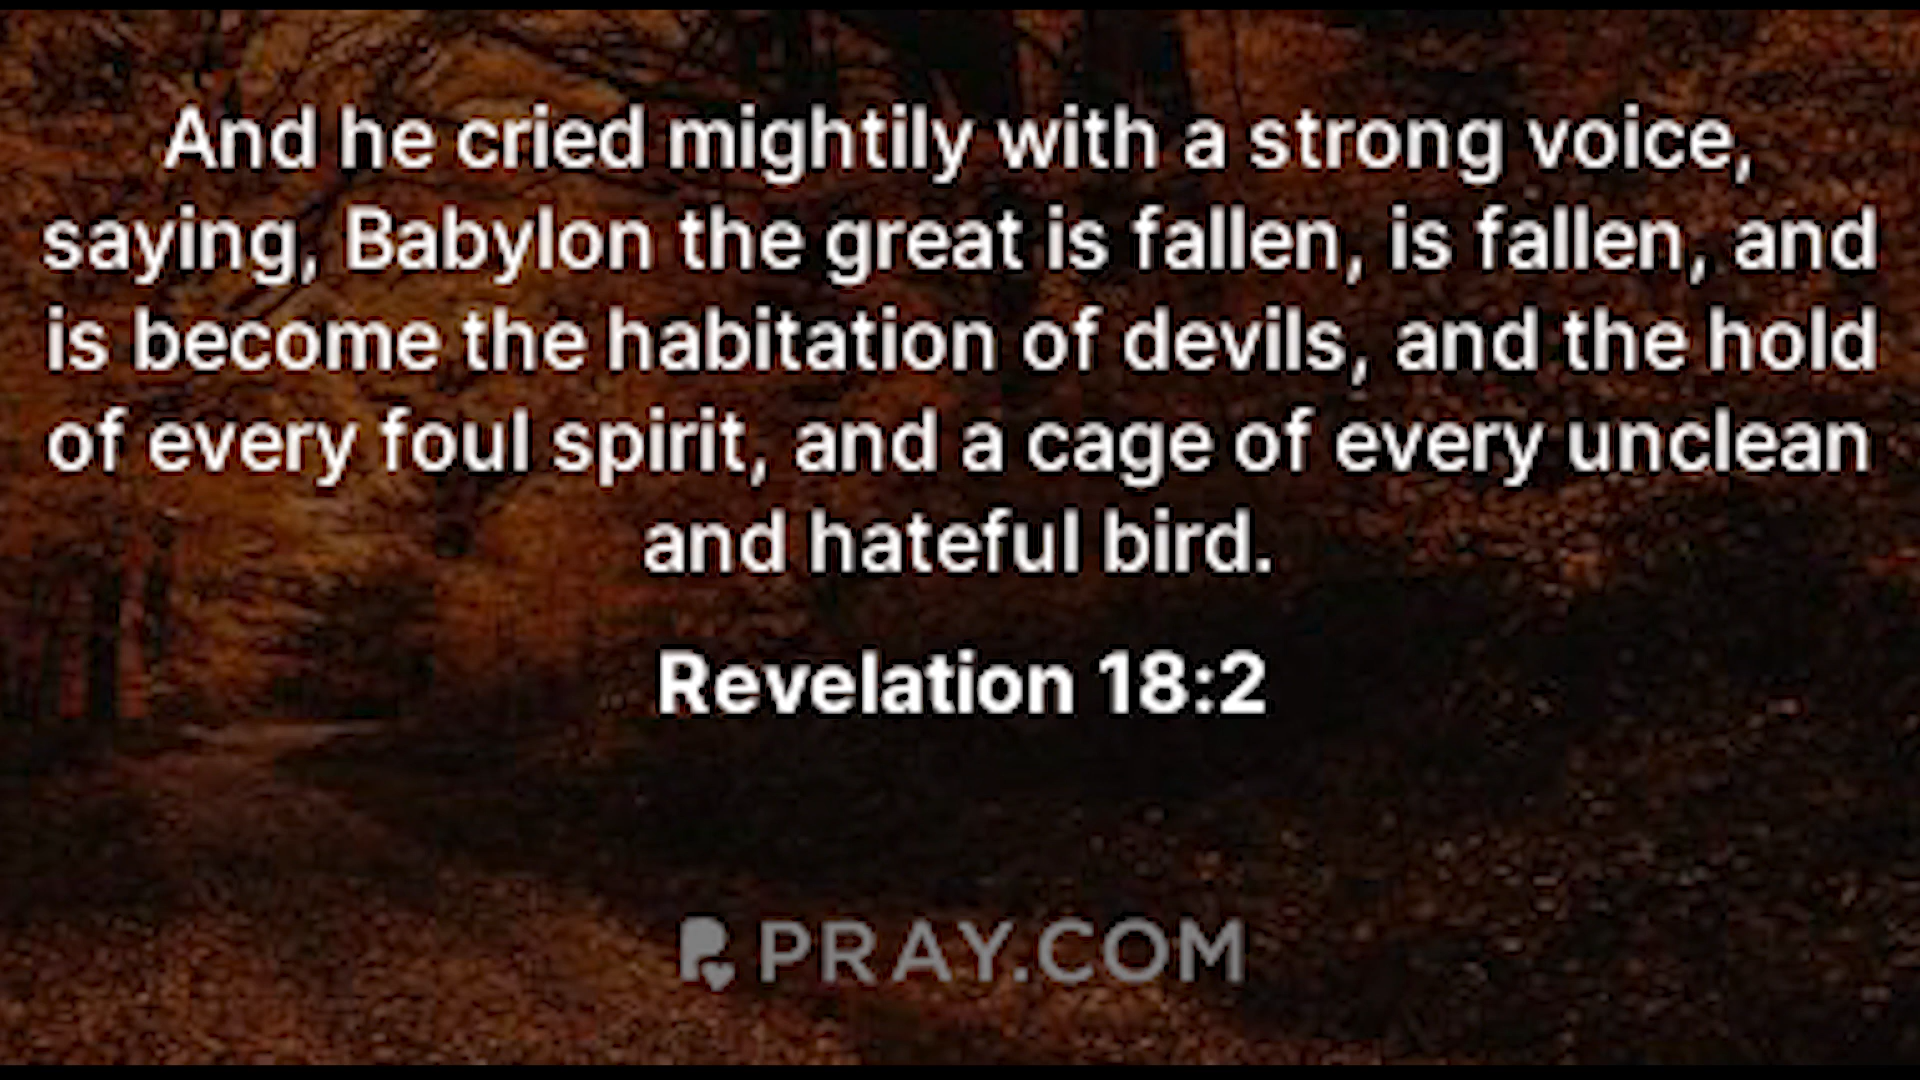 And he cried mightily with a strong voice,
saying, Babylon the great is fallen, is fallen, and
is become the habitation of devils, and the hold
of every foul spirit, and a cage of every unclean
and hateful bird.
Revelation 18:2
PRAY.COM